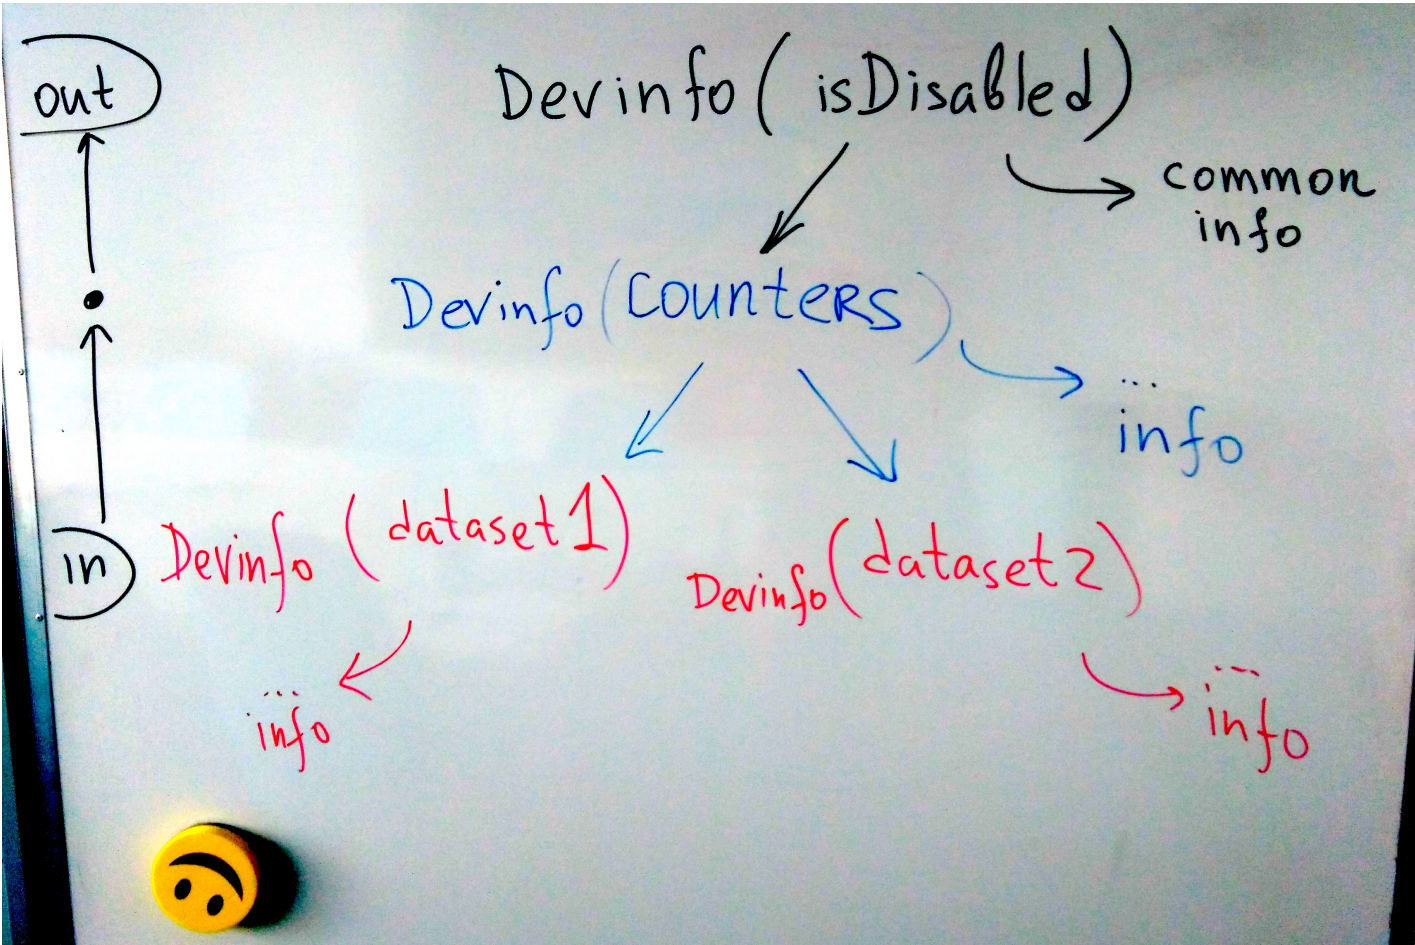 out
Devinfo ( isDisabled)
common
info
Devinfo (COUNTERS)
...
info
in
Devinfo (dataset1)
Devinfo (dataset2)
...
info
...
info